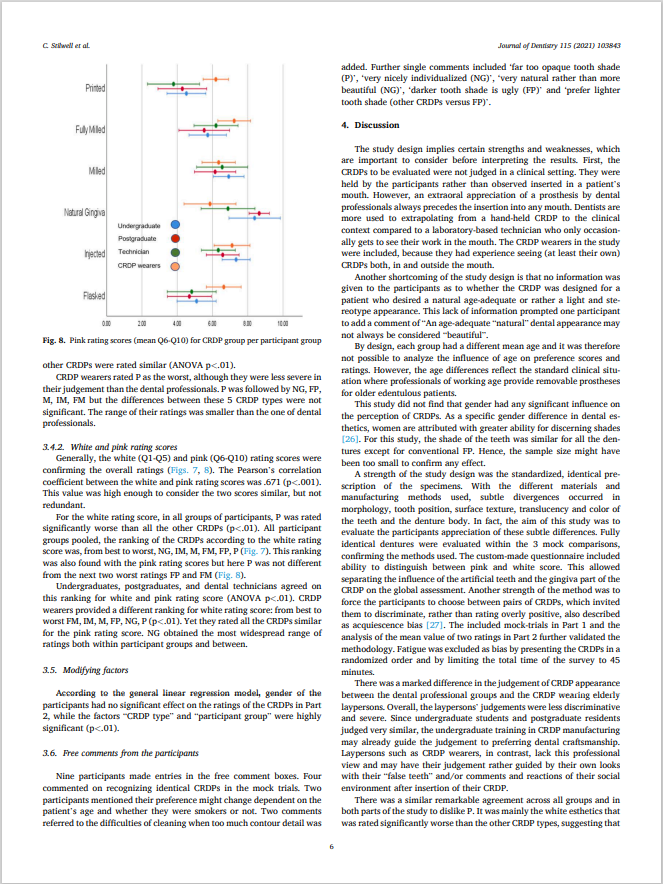 C. Stilwell et al.
Journal of Dentistry 115 (2021) 103843
Printed
Fully Milled
Milled
Natural Gingiva
Injected
Flasked
Undergraduate
Postgraduate
Technician
CRDP wearers
0.00
2.00
4.00
6.00
8.00
10.00
Fig. 8. Pink rating scores (mean Q6-Q10) for CRDP group per participant group
other CRDPs were rated similar (ANOVA p<.01).
CRDP wearers rated P as the worst, although they were less severe in
their judgement than the dental professionals. P was followed by NG, FP,
M, IM, FM but the differences between these 5 CRDP types were not
significant. The range of their ratings was smaller than the one of dental
professionals.
3.4.2. White and pink rating scores
Generally, the white (Q1-Q5) and pink (Q6-Q10) rating scores were
confirming the overall ratings (Figs. 7, 8). The Pearson's correlation
coefficient between the white and pink rating scores was .671 (p<.001).
This value was high enough to consider the two scores similar, but not
redundant.
For the white rating score, in all groups of participants, P was rated
significantly worse than all the other CRDPs (p<.01). All participant
groups pooled, the ranking of the CRDPs according to the white rating
score was, from best to worst, NG, IM, M, FM, FP, P (Fig. 7). This ranking
was also found with the pink rating scores but here P was not different
from the next two worst ratings FP and FM (Fig. 8).
Undergraduates, postgraduates, and dental technicians agreed on
this ranking for white and pink rating score (ANOVA p<.01). CRDP
wearers provided a different ranking for white rating score: from best to
worst FM, IM, M, FP, NG, P (p<.01). Yet they rated all the CRDPs similar
for the pink rating score. NG obtained the most widespread range of
ratings both within participant groups and between.
3.5. Modifying factors
According to the general linear regression model, gender of the
participants had no significant effect on the ratings of the CRDPs in Part
2, while the factors "CRDP type" and "participant group" were highly
significant (p<.01).
3.6. Free comments from the participants
Nine participants made entries in the free comment boxes. Four
commented on recognizing identical CRDPs in the mock trials. Two
participants mentioned their preference might change dependent on the
patient's age and whether they were smokers or not. Two comments
referred to the difficulties of cleaning when too much contour detail was
added. Further single comments included 'far too opaque tooth shade
(P)', 'very nicely individualized (NG)', 'very natural rather than more
beautiful (NG)', 'darker tooth shade is ugly (FP)' and 'prefer lighter
tooth shade (other CRDPs versus FP)'.
4. Discussion
The study design implies certain strengths and weaknesses, which
are important to consider before interpreting the results. First, the
CRDPs to be evaluated were not judged in a clinical setting. They were
held by the participants rather than observed inserted in a patient's
mouth. However, an extraoral appreciation of a prosthesis by dental
professionals always precedes the insertion into any mouth. Dentists are
more used to extrapolating from a hand-held CRDP to the clinical
context compared to a laboratory-based technician who only occasion-
ally gets to see their work in the mouth. The CRDP wearers in the study
were included, because they had experience seeing (at least their own)
CRDPs both, in and outside the mouth.
Another shortcoming of the study design is that no information was
given to the participants as to whether the CRDP was designed for a
patient who desired a natural age-adequate or rather a light and ste-
reotype appearance. This lack of information prompted one participant
to add a comment of "An age-adequate "natural" dental appearance may
not always be considered "beautiful".
By design, each group had a different mean age and it was therefore
not possible to analyze the influence of age on preference scores and
ratings. However, the age differences reflect the standard clinical situ-
ation where professionals of working age provide removable prostheses
for older edentulous patients.
This study did not find that gender had any significant influence on
the perception of CRDPs. As a specific gender difference in dental es-
thetics, women are attributed with greater ability for discerning shades
[26]. For this study, the shade of the teeth was similar for all the den-
tures except for conventional FP. Hence, the sample size might have
been too small to confirm any effect.
A strength of the study design was the standardized, identical pre-
scription of the specimens. With the different materials and
manufacturing methods used, subtle divergences occurred in
morphology, tooth position, surface texture, translucency and color of
the teeth and the denture body. In fact, the aim of this study was to
evaluate the participants appreciation of these subtle differences. Fully
identical dentures were evaluated within the 3 mock comparisons,
confirming the methods used. The custom-made questionnaire included
ability to distinguish between pink and white score. This allowed
separating the influence of the artificial teeth and the gingiva part of the
CRDP on the global assessment. Another strength of the method was to
force the participants to choose between pairs of CRDPs, which invited
them to discriminate, rather than rating overly positive, also described
as acquiescence bias [27]. The included mock-trials in Part 1 and the
analysis of the mean value of two ratings in Part 2 further validated the
methodology. Fatigue was excluded as bias by presenting the CRDPs in a
randomized order and by limiting the total time of the survey to 45
minutes.
There was a marked difference in the judgement of CRDP appearance
between the dental professional groups and the CRDP wearing elderly
laypersons. Overall, the laypersons' judgements were less discriminative
and severe. Since undergraduate students and postgraduate residents
judged very similar, the undergraduate training in CRDP manufacturing
may already guide the judgement to preferring dental craftsmanship.
Laypersons such as CRDP wearers, in contrast, lack this professional
view and may have their judgement rather guided by their own looks
with their "false teeth" and/or comments and reactions of their social
environment after insertion of their CRDP.
There was a similar remarkable agreement across all groups and in
both parts of the study to dislike P. It was mainly the white esthetics that
was rated significantly worse than the other CRDP types, suggesting that
6